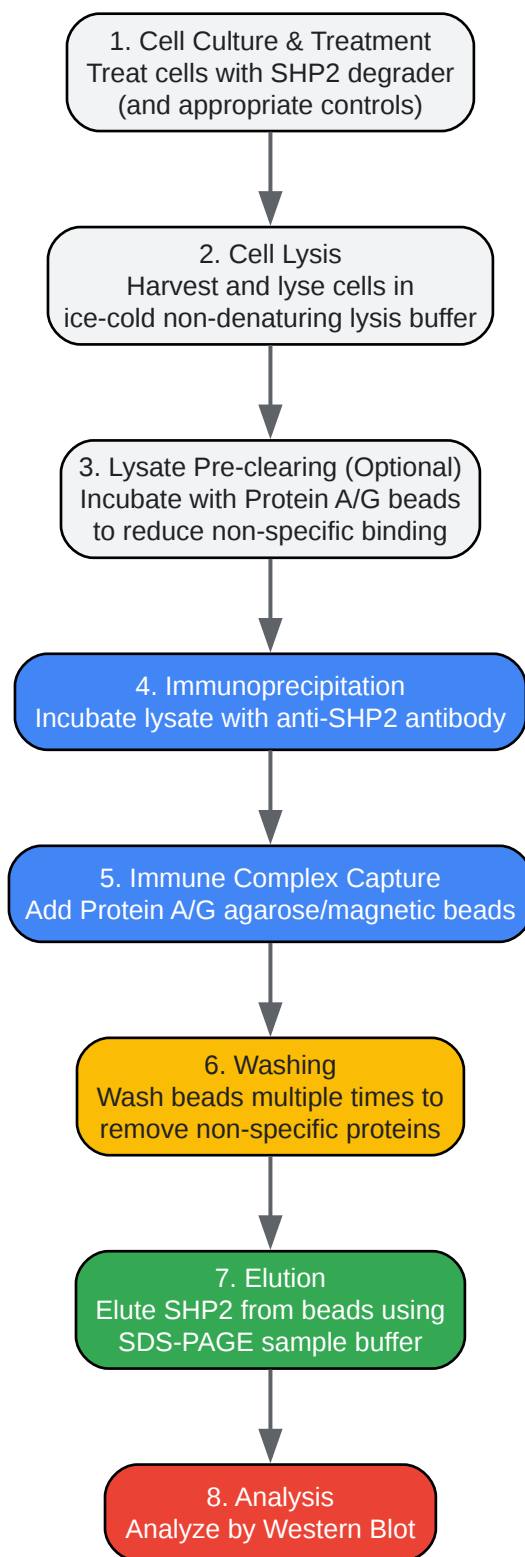 1. Cell Culture & Treatment
Treat cells with SHP2 degrader
(and appropriate controls)
2. Cell Lysis
Harvest and lyse cells in
ice-cold non-denaturing lysis buffer
3. Lysate Pre-clearing (Optional)
Incubate with Protein A/G beads
to reduce non-specific binding
4. Immunoprecipitation
Incubate lysate with anti-SHP2 antibody
5. Immune Complex Capture
Add Protein A/G agarose/magnetic beads
6. Washing
Wash beads multiple times to
remove non-specific proteins
7. Elution
Elute SHP2 from beads using
SDS-PAGE sample buffer
8. Analysis
Analyze by Western Blot